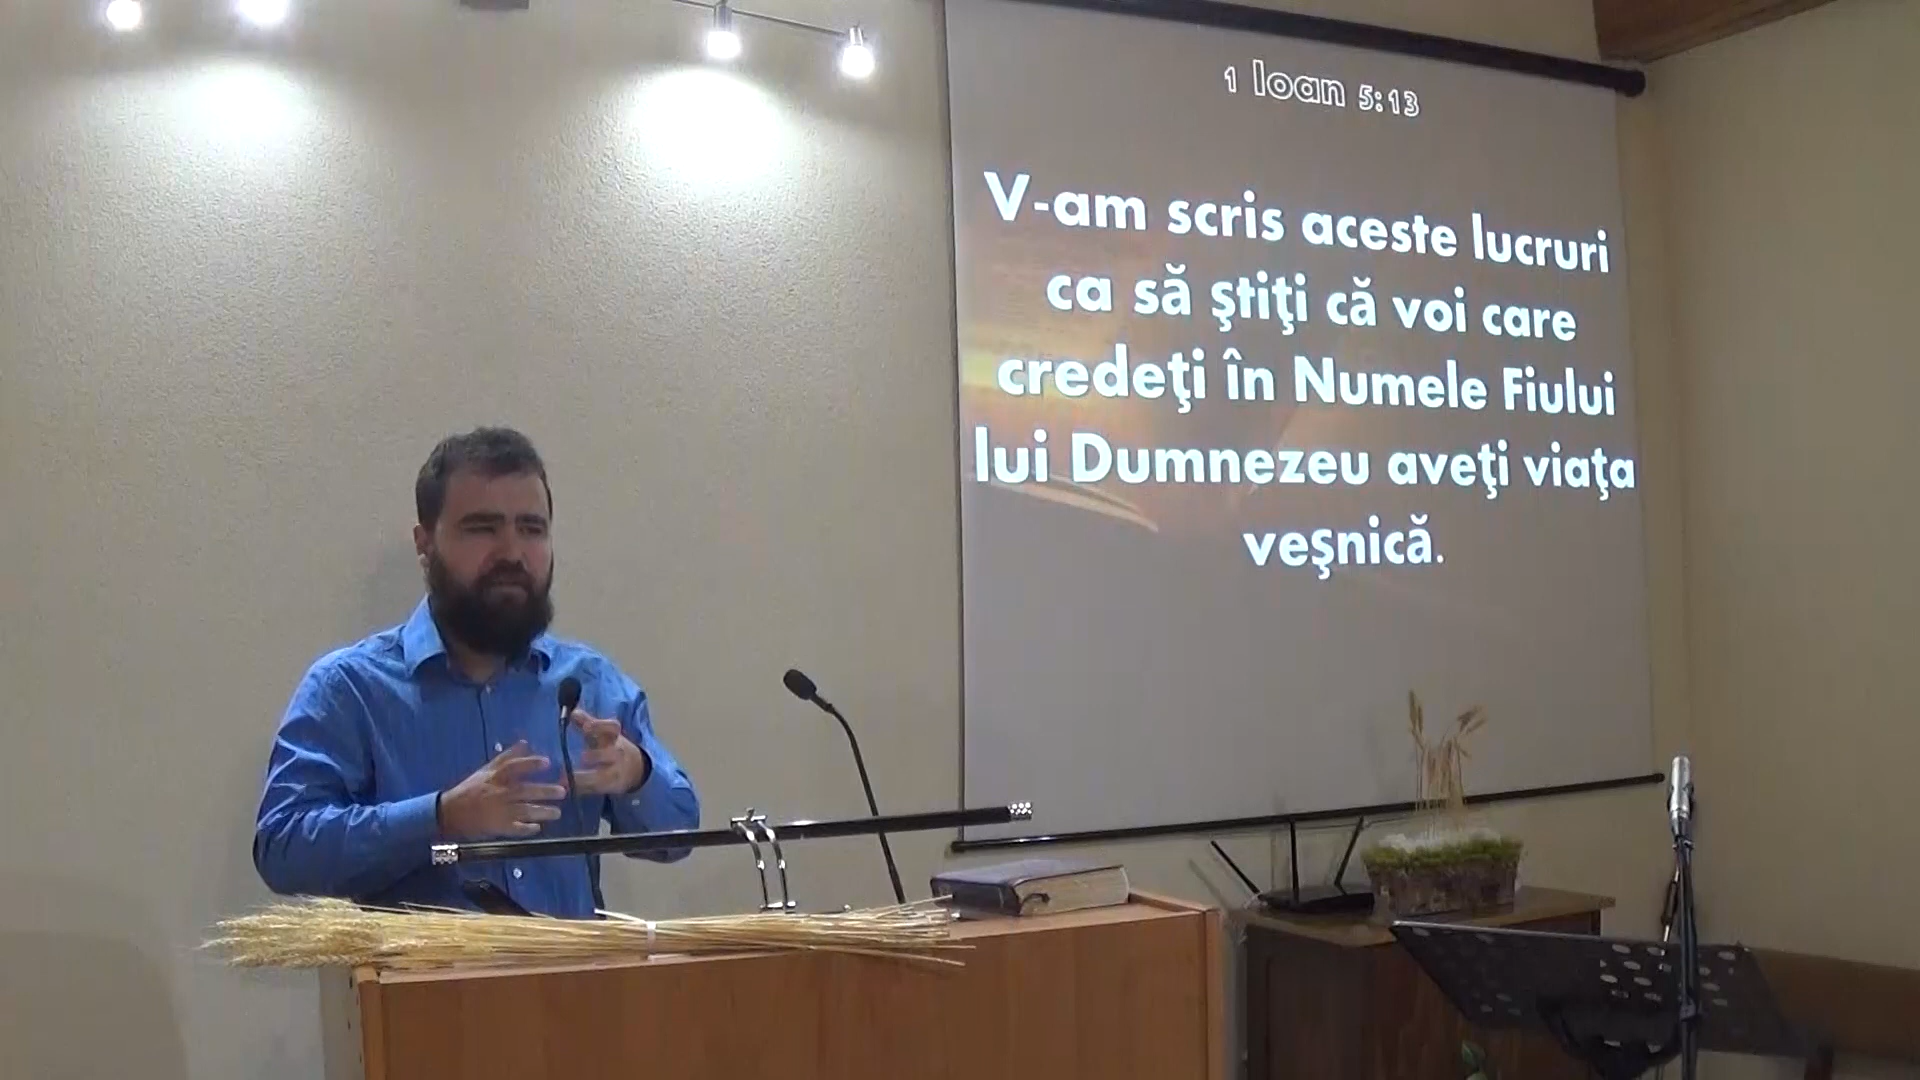 1 Ioan 5:13
V-am scris aceste lucruri
ca să ştiţi că voi care
credeţi în Numele Fiului
lui Dumnezeu aveţi viaţa
veşnică.